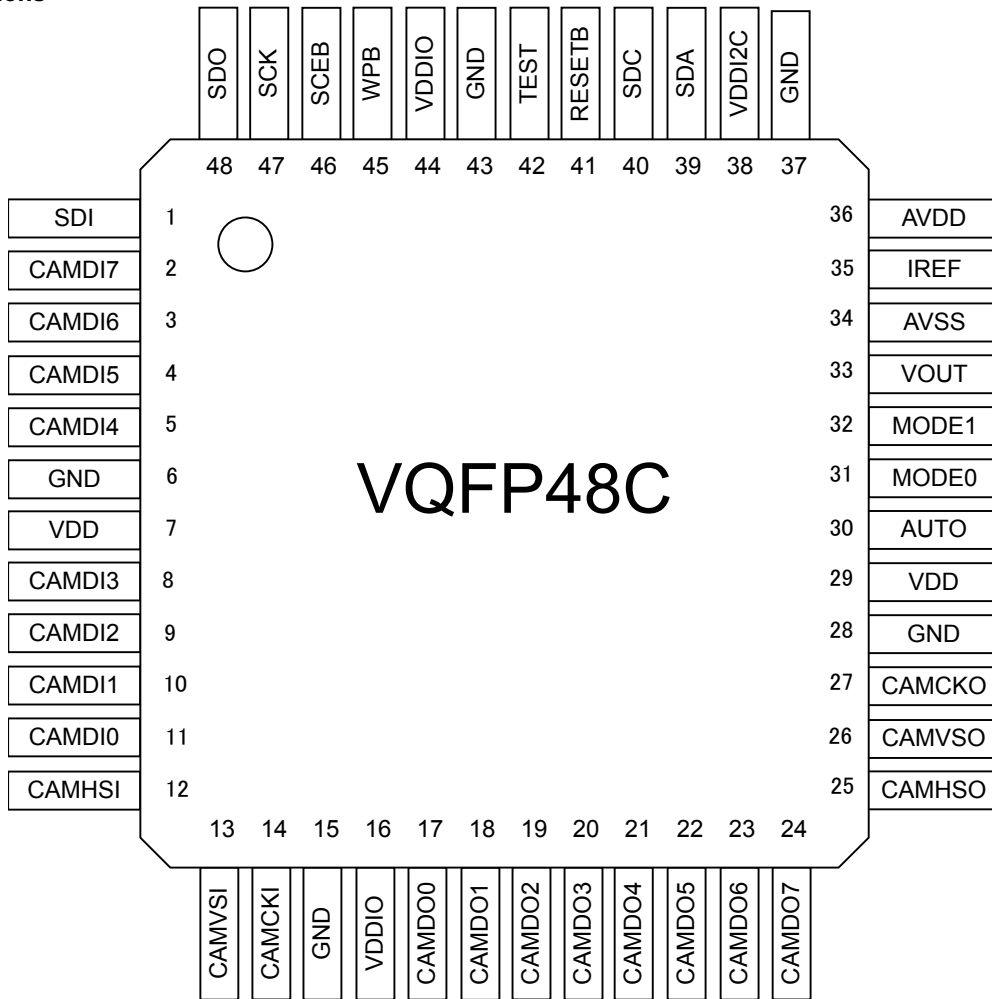 SDO SCK SCEB WPB VDDIO GND TEST RESETB SDC SDA VDDI2C GND
48 47 46 45 44 43 42 41 40 39 38 37
SDI 1 36 AVDD
CAMDI7 2 35 IREF
CAMDI6 3 34 AVSS
CAMDI5 4 33 VOUT
CAMDI4 5 32 MODE1
GND 6 31 MODE0
VQFP48C
VDD 7 30 AUTO
CAMDI3 8 29 VDD
CAMDI2 9 28 GND
CAMDI1 10 27 CAMCKO
CAMDI0 11 26 CAMVSO
CAMHSI 12 25 CAMHSO
13 14 15 16 17 18 19 20 21 22 23 24
CAMVSI CAMCKI GND VDDIO CAMDO0 CAMDO1 CAMDO2 CAMDO3 CAMDO4 CAMDO5 CAMDO6 CAMDO7